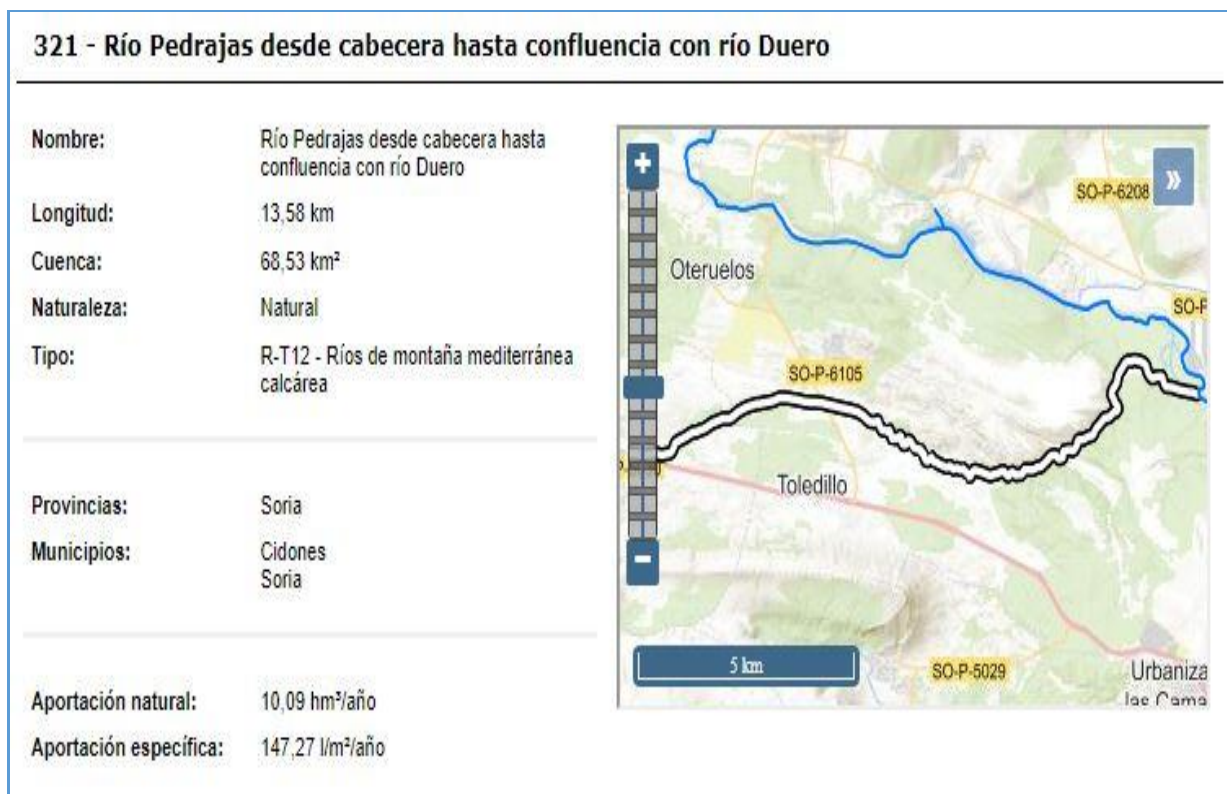 321 - Río Pedrajas desde cabecera hasta confluencia con río Duero
Nombre: Río Pedrajas desde cabecera hasta
confluencia con río Duero
Longitud: 13,58 km
Cuenca: 68,53 km²
Naturaleza: Natural
Tipo: R-T12 - Ríos de montaña mediterránea
calcárea
Provincias: Soria
Municipios: Cidones
Soria
Aportación natural: 10,09 hm³/año
Aportación específica: 147,27 l/m²/año
+
»
SO-P-6208
Oteruelos
SO-P
SO-P-6105
Toledillo
–
5 km
SO-P-5029
Urbaniza
las Cama